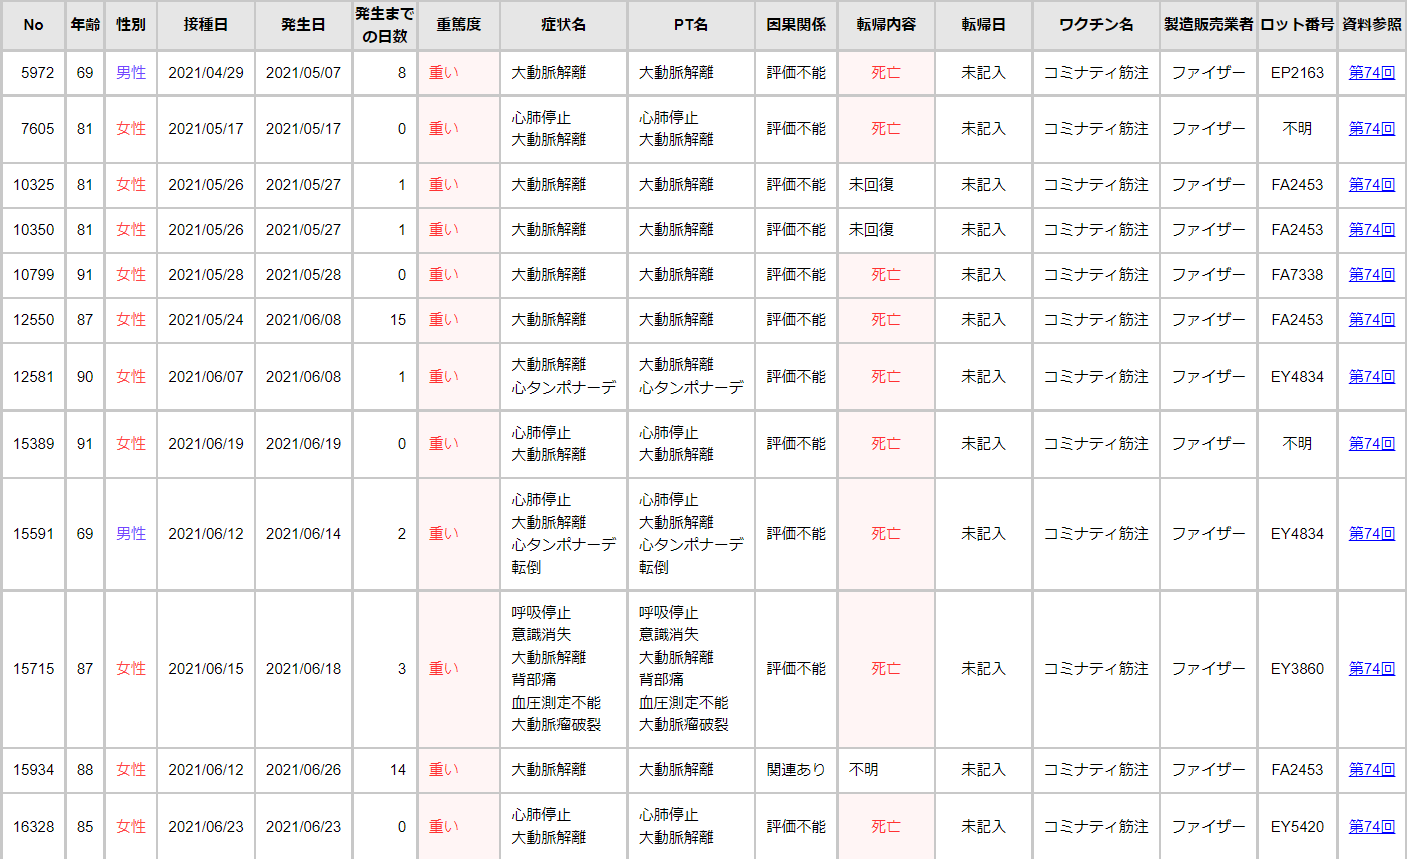 No 年齢 性別 接種日 発生日 発生までの日数 重篤度 症状名 PT名 因果関係 転帰内容 転帰日 ワクチン名 製造販売業者 ロット番号 資料参照
5972 69 男性 2021/04/29 2021/05/07 8 重い 大動脈解離 大動脈解離 評価不能 死亡 未記入 コミナティ筋注 ファイザー EP2163 第74回
7605 81 女性 2021/05/17 2021/05/17 0 重い 心肺停止 心肺停止 評価不能 死亡 未記入 コミナティ筋注 ファイザー 不明 第74回
大動脈解離 大動脈解離
10325 81 女性 2021/05/26 2021/05/27 1 重い 大動脈解離 大動脈解離 評価不能 未回復 未記入 コミナティ筋注 ファイザー FA2453 第74回
10350 81 女性 2021/05/26 2021/05/27 1 重い 大動脈解離 大動脈解離 評価不能 未回復 未記入 コミナティ筋注 ファイザー FA2453 第74回
10799 91 女性 2021/05/28 2021/05/28 0 重い 大動脈解離 大動脈解離 評価不能 死亡 未記入 コミナティ筋注 ファイザー FA7338 第74回
12550 87 女性 2021/05/24 2021/06/08 15 重い 大動脈解離 大動脈解離 評価不能 死亡 未記入 コミナティ筋注 ファイザー FA2453 第74回
12581 90 女性 2021/06/07 2021/06/08 1 重い 大動脈解離 大動脈解離 評価不能 死亡 未記入 コミナティ筋注 ファイザー EY4834 第74回
心タンポナーデ 心タンポナーデ
15389 91 女性 2021/06/19 2021/06/19 0 重い 心肺停止 心肺停止 評価不能 死亡 未記入 コミナティ筋注 ファイザー 不明 第74回
大動脈解離 大動脈解離
15591 69 男性 2021/06/12 2021/06/14 2 重い 心肺停止 心肺停止 評価不能 死亡 未記入 コミナティ筋注 ファイザー EY4834 第74回
大動脈解離 大動脈解離
心タンポナーデ 心タンポナーデ
転倒 転倒
15715 87 女性 2021/06/15 2021/06/18 3 重い 呼吸停止 呼吸停止 評価不能 死亡 未記入 コミナティ筋注 ファイザー EY3860 第74回
意識消失 意識消失
大動脈解離 大動脈解離
背部痛 背部痛
血圧測定不能 血圧測定不能
大動脈瘤破裂 大動脈瘤破裂
15934 88 女性 2021/06/12 2021/06/26 14 重い 大動脈解離 大動脈解離 関連あり 不明 未記入 コミナティ筋注 ファイザー FA2453 第74回
16328 85 女性 2021/06/23 2021/06/23 0 重い 心肺停止 心肺停止 評価不能 死亡 未記入 コミナティ筋注 ファイザー EY5420 第74回
大動脈解離 大動脈解離